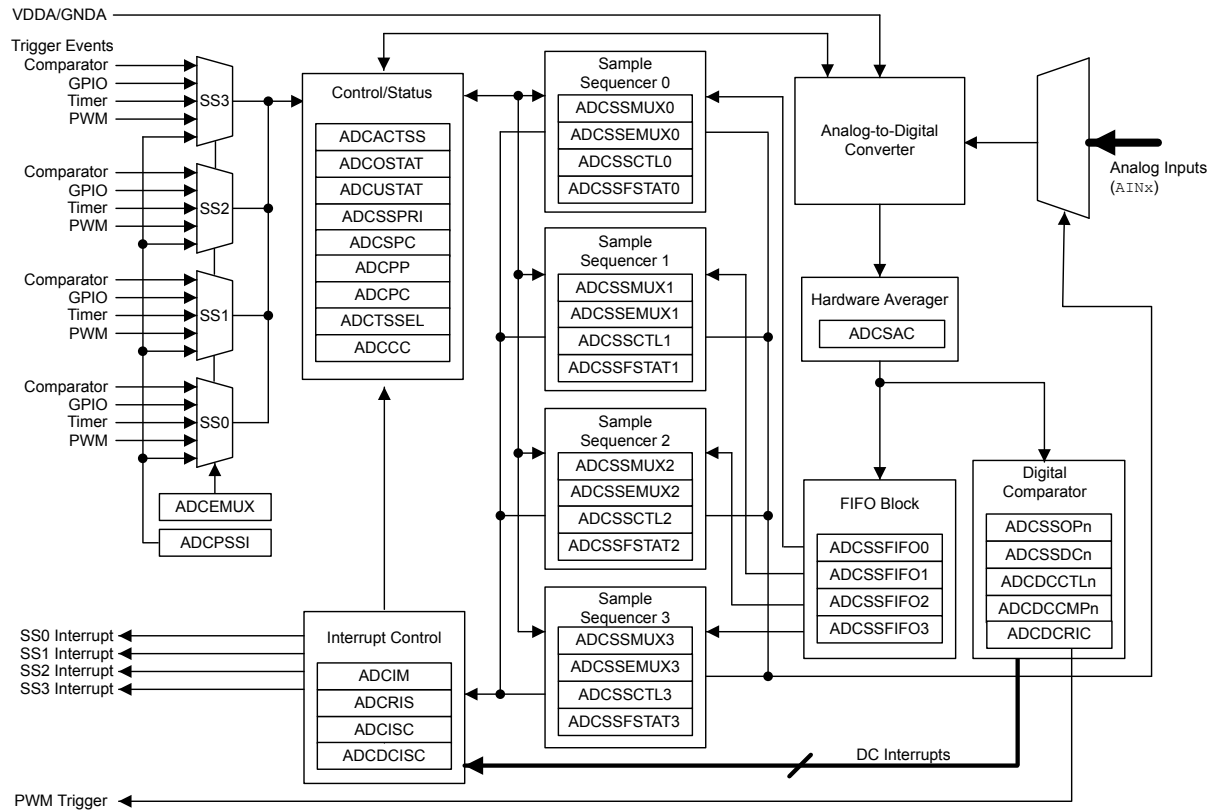 VDDA/GNDA
Trigger Events
Comparator
GPIO
Timer
PWM
SS3
Comparator
GPIO
Timer
PWM
SS2
Comparator
GPIO
Timer
PWM
SS1
Comparator
GPIO
Timer
PWM
SS0
ADCEMUX
ADCPSSI
Control/Status
ADCACTSS
ADCOSTAT
ADCUSTAT
ADCSSPRI
ADCSPC
ADCPP
ADCPC
ADCTSSEL
ADCCC
Sample
Sequencer 0
ADCSSMUX0
ADCSSEMUX0
ADCSSCTL0
ADCSSFSTAT0
Sample
Sequencer 1
ADCSSMUX1
ADCSSEMUX1
ADCSSCTL1
ADCSSFSTAT1
Sample
Sequencer 2
ADCSSMUX2
ADCSSEMUX2
ADCSSCTL2
ADCSSFSTAT2
Sample
Sequencer 3
ADCSSMUX3
ADCSSEMUX3
ADCSSCTL3
ADCSSFSTAT3
Analog-to-Digital
Converter
Analog Inputs
(AINx)
Hardware Averager
ADCSAC
FIFO Block
ADCSSFIFO0
ADCSSFIFO1
ADCSSFIFO2
ADCSSFIFO3
Digital
Comparator
ADCSSOPn
ADCSSDCn
ADCDCCTLn
ADCDCCMPn
ADCDCRIC
SS0 Interrupt
SS1 Interrupt
SS2 Interrupt
SS3 Interrupt
Interrupt Control
ADCIM
ADCRIS
ADCISC
ADCDCISC
DC Interrupts
PWM Trigger